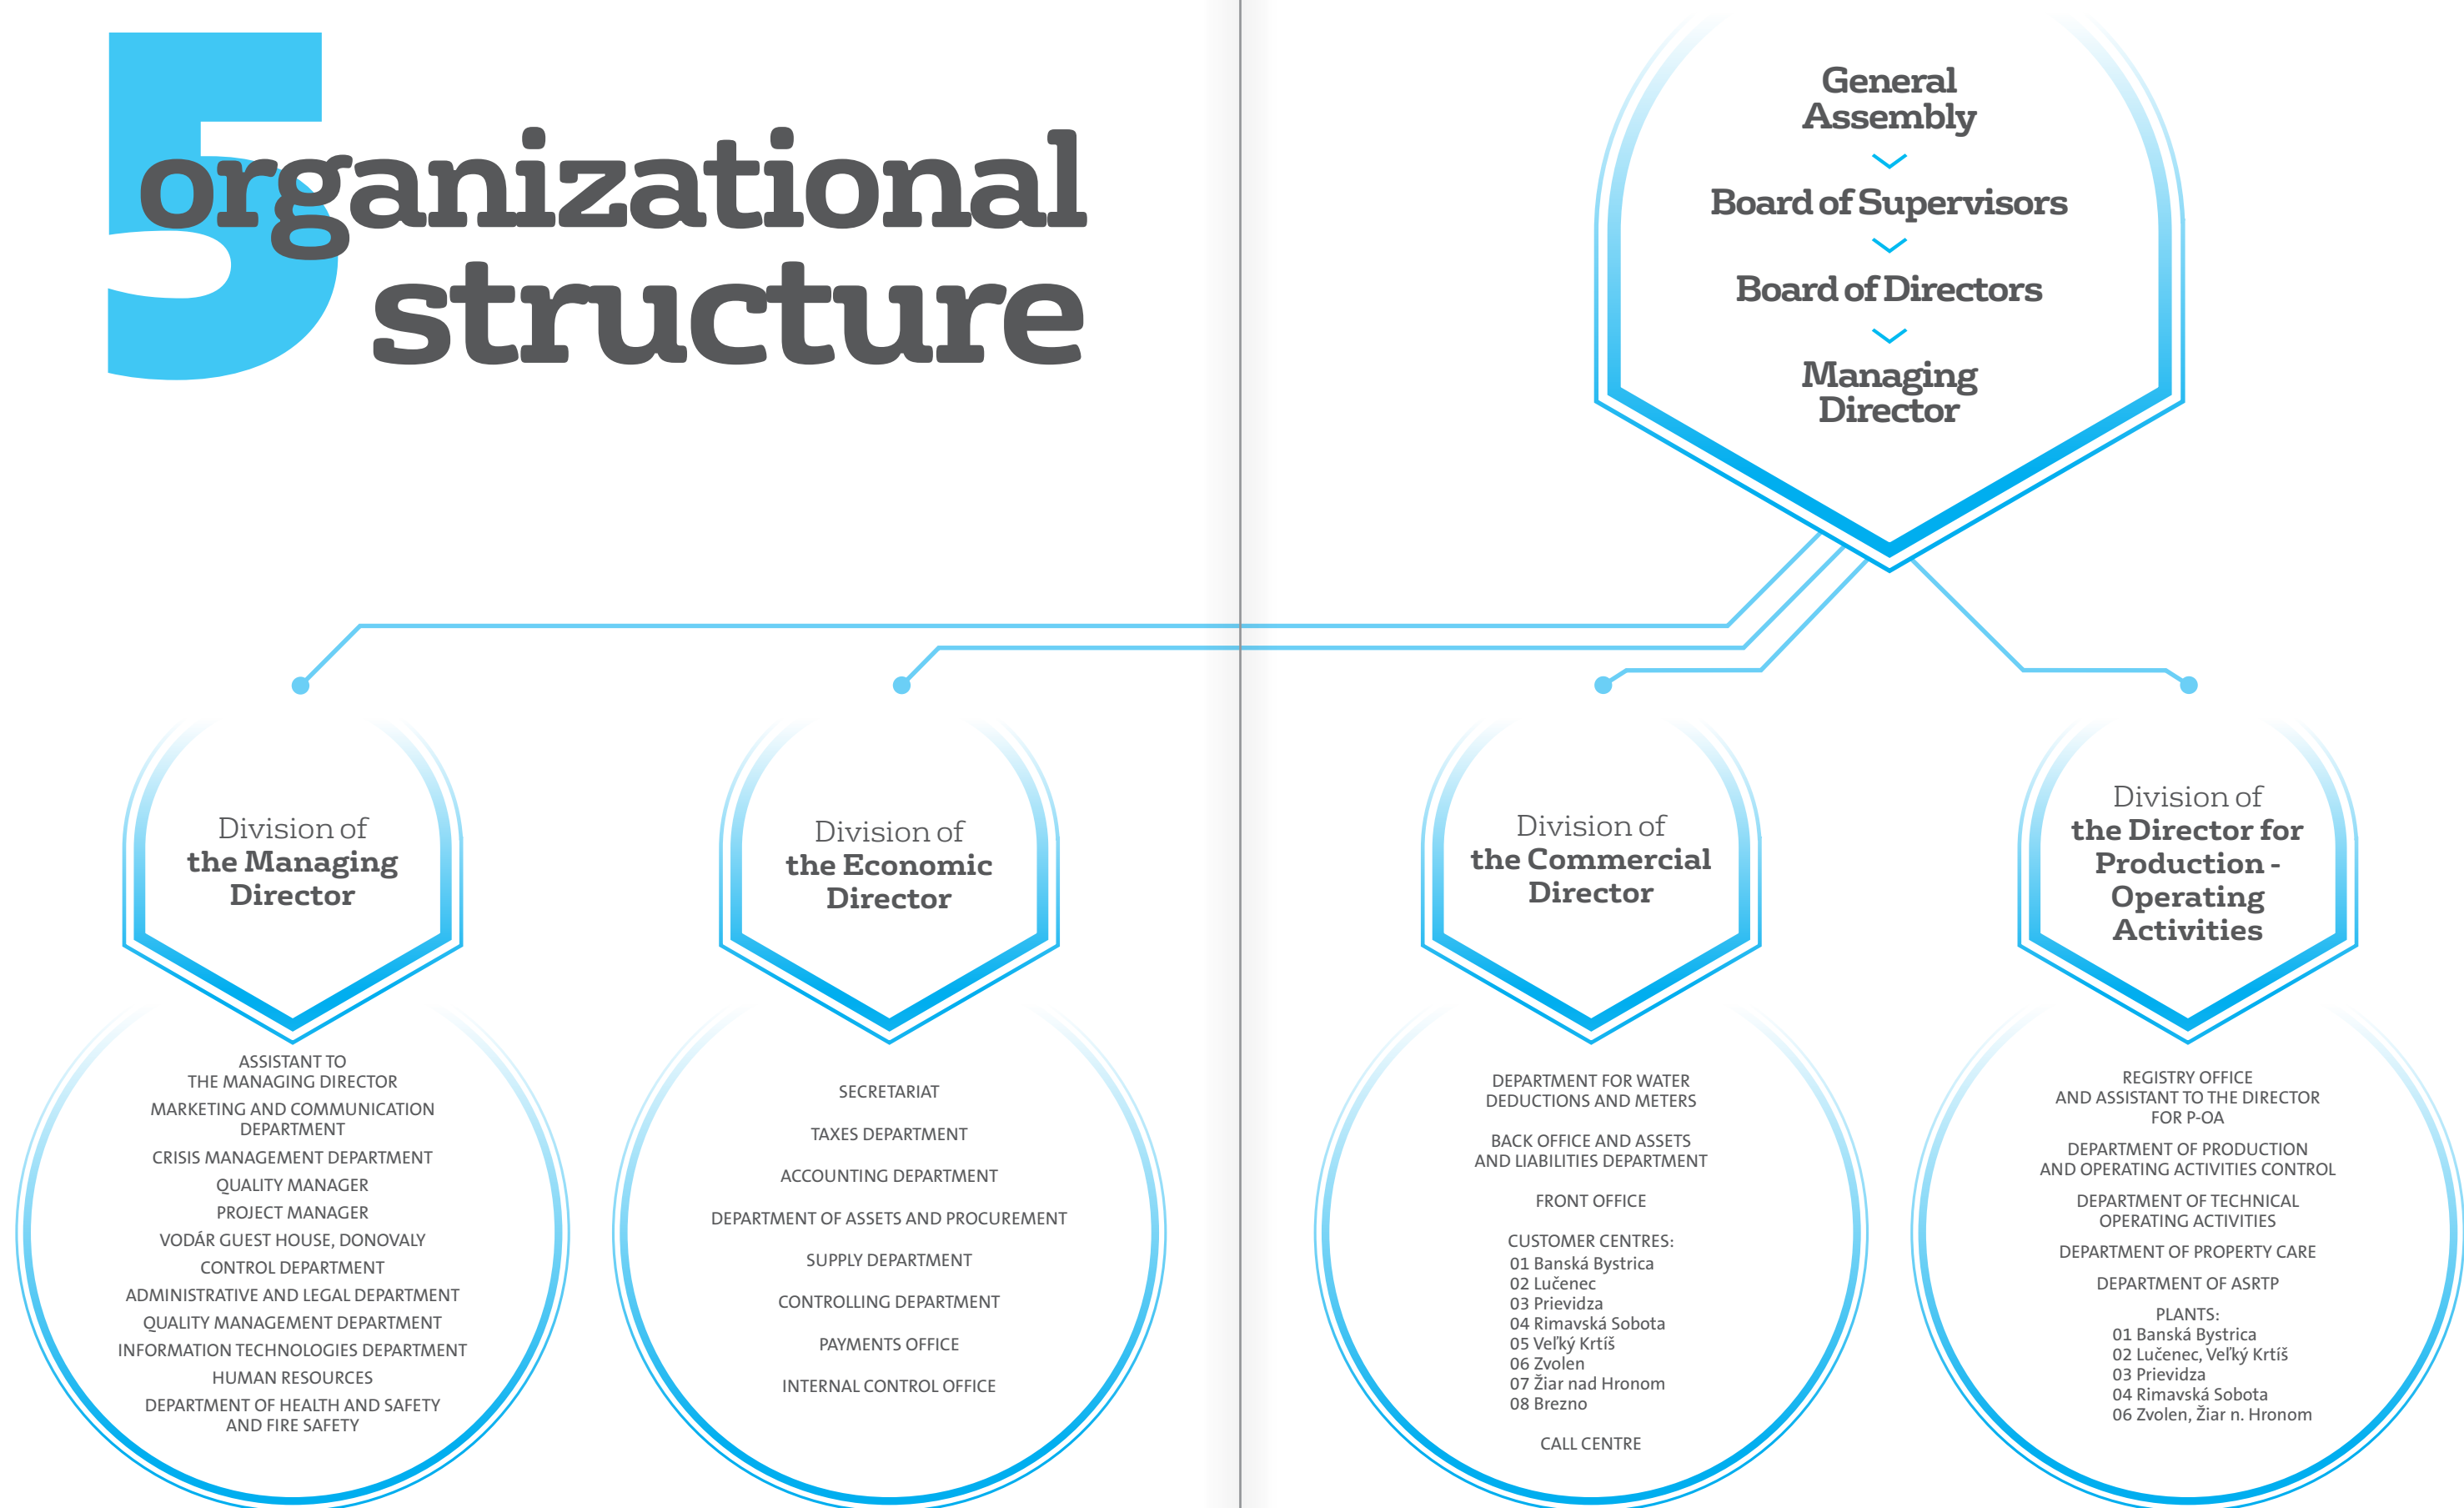 5
organizational
structure
General
Assembly
Board of Supervisors
Board of Directors
Managing
Director
Division of
the Managing
Director
ASSISTANT TO
THE MANAGING DIRECTOR
MARKETING AND COMMUNICATION
DEPARTMENT
CRISIS MANAGEMENT DEPARTMENT
QUALITY MANAGER
PROJECT MANAGER
VODÁR GUEST HOUSE, DONOVALY
CONTROL DEPARTMENT
ADMINISTRATIVE AND LEGAL DEPARTMENT
QUALITY MANAGEMENT DEPARTMENT
INFORMATION TECHNOLOGIES DEPARTMENT
HUMAN RESOURCES
DEPARTMENT OF HEALTH AND SAFETY
AND FIRE SAFETY
Division of
the Economic
Director
SECRETARIAT
TAXES DEPARTMENT
ACCOUNTING DEPARTMENT
DEPARTMENT OF ASSETS AND PROCUREMENT
SUPPLY DEPARTMENT
CONTROLLING DEPARTMENT
PAYMENTS OFFICE
INTERNAL CONTROL OFFICE
Division of
the Commercial
Director
DEPARTMENT FOR WATER
DEDUCTIONS AND METERS
BACK OFFICE AND ASSETS
AND LIABILITIES DEPARTMENT
FRONT OFFICE
CUSTOMER CENTRES:
01 Banská Bystrica
02 Lučenec
03 Prievidza
04 Rimavská Sobota
05 Veľký Krtíš
06 Zvolen
07 Žiar nad Hronom
08 Brezno
CALL CENTRE
Division of
the Director for
Production -
Operating
Activities
REGISTRY OFFICE
AND ASSISTANT TO THE DIRECTOR
FOR P-OA
DEPARTMENT OF PRODUCTION
AND OPERATING ACTIVITIES CONTROL
DEPARTMENT OF TECHNICAL
OPERATING ACTIVITIES
DEPARTMENT OF PROPERTY CARE
DEPARTMENT OF ASRTP
PLANTS:
01 Banská Bystrica
02 Lučenec, Veľký Krtíš
03 Prievidza
04 Rimavská Sobota
06 Zvolen, Žiar n. Hronom